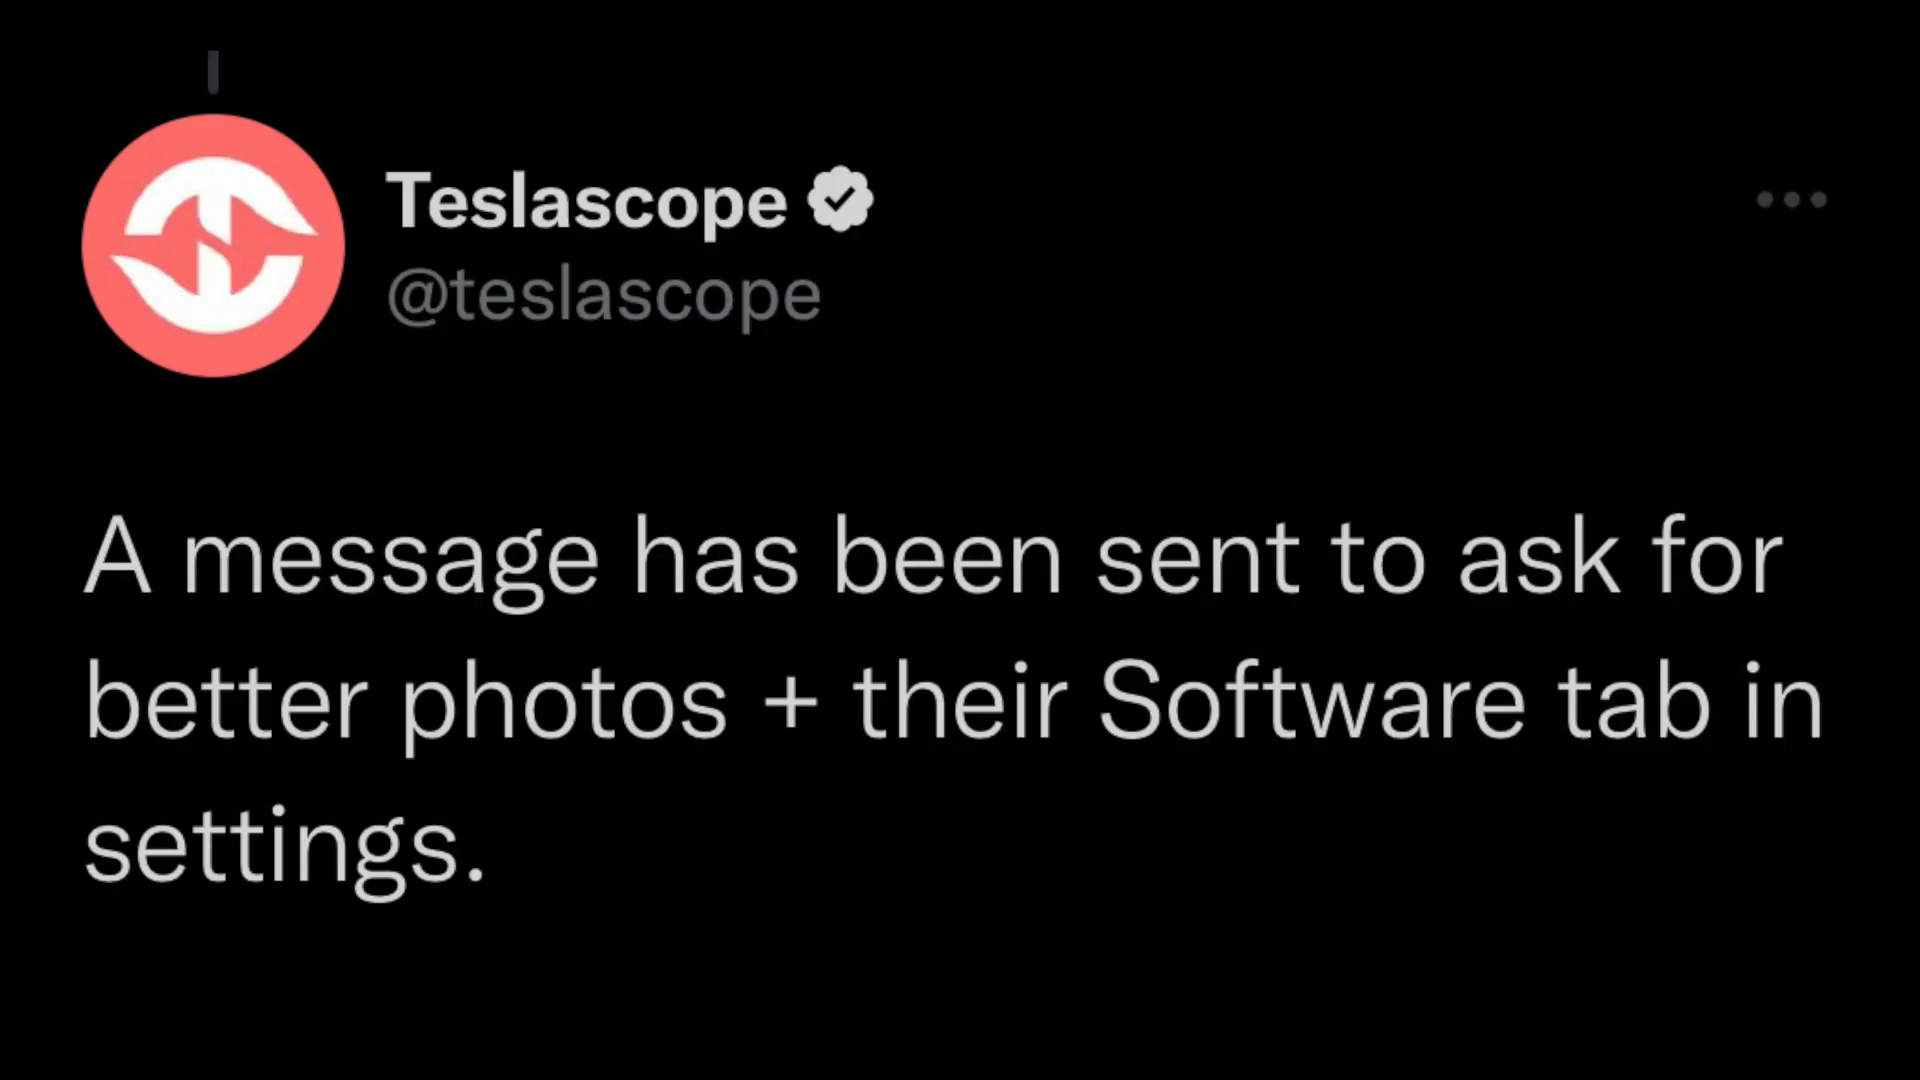 Teslascope
@teslascope
A message has been sent to ask for
better photos + their Software tab in
settings.